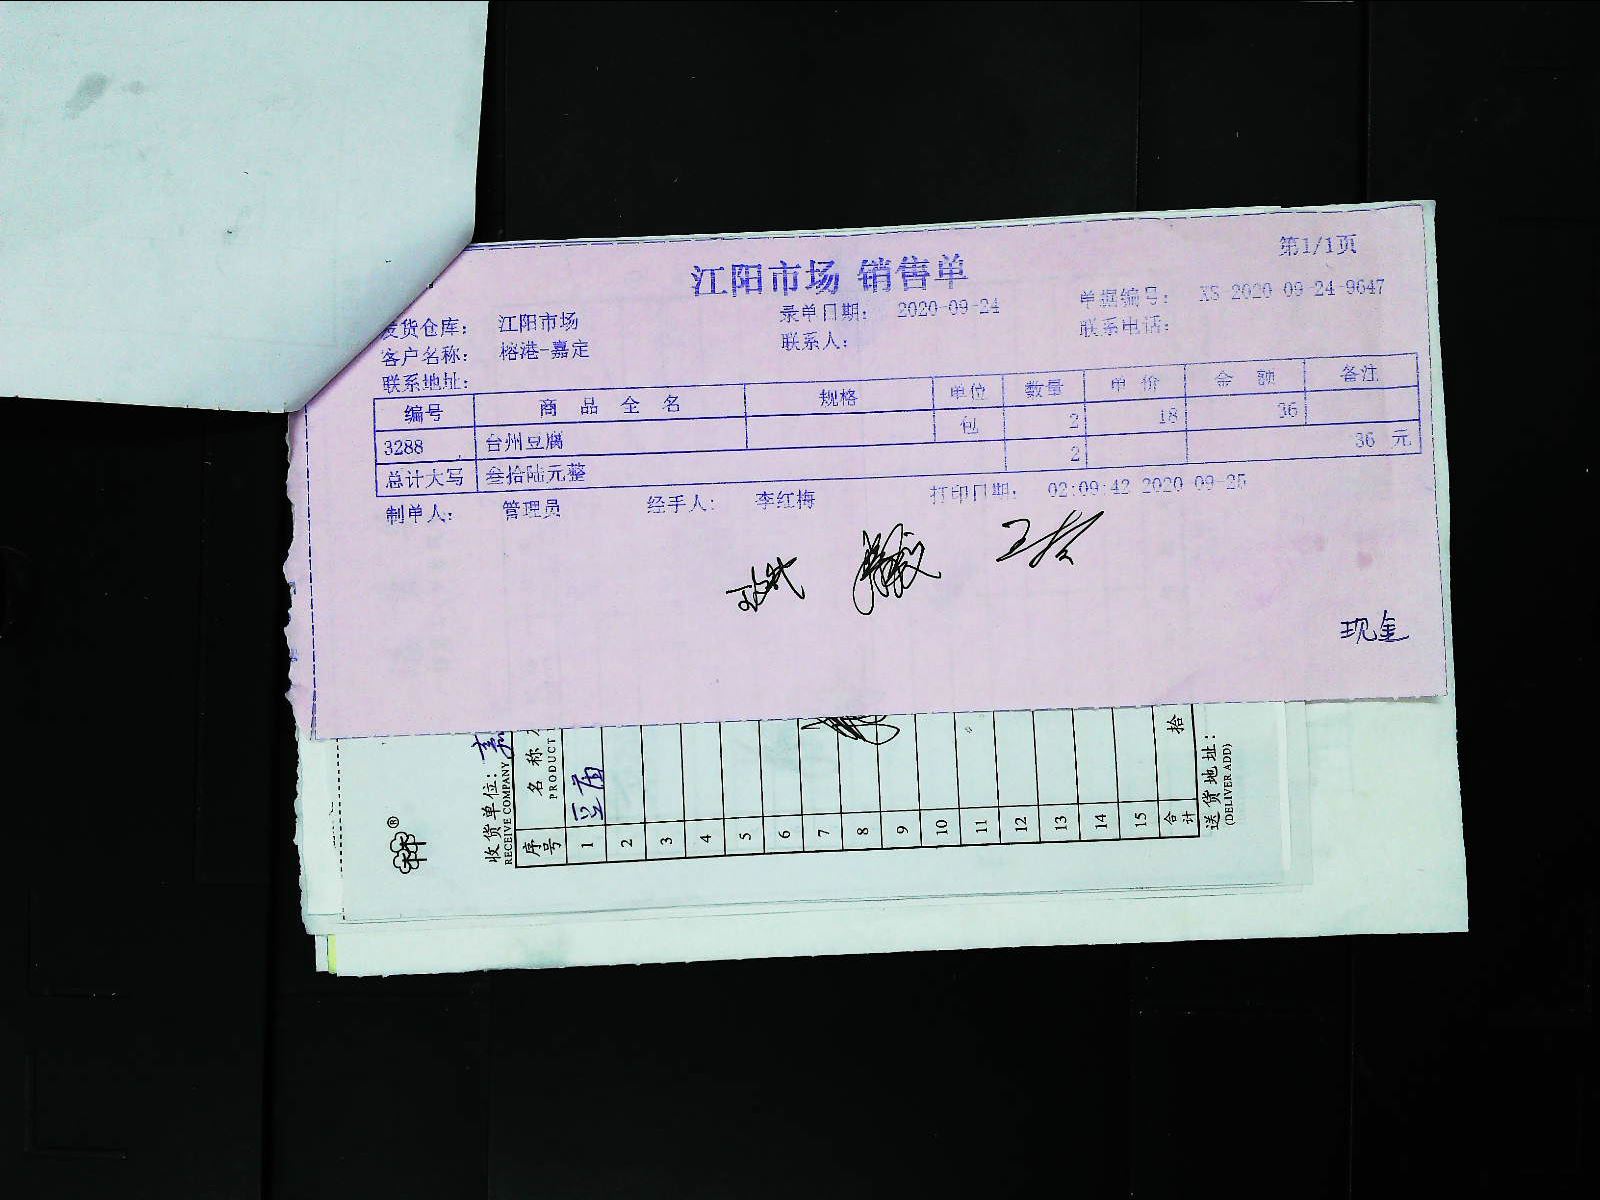 第1/1页
江阳市场 销售单
发货仓库： 江阳市场 录单日期： 2020-09-24 单据编号： XS-2020-09-24-9647
客户名称： 榕港-嘉定 联系人： 联系电话：
联系地址：
编号 商品全名 规格 单位 数量 单价 金额 备注
3288 台州豆腐 包 2 18 36
总计大写 叁拾陆元整 2 36 元
制单人： 管理员 经手人： 李红梅 打印日期： 02:09:42 2020-09-25
现金
收货单位：
RECEIVE COMPANY
序号 名称
PRODUCT
1 豆腐
2
3
4
5
6
7
8
9
10
11
12
13
14
15
合计 拾
送货地址：
(DELIVER ADD)